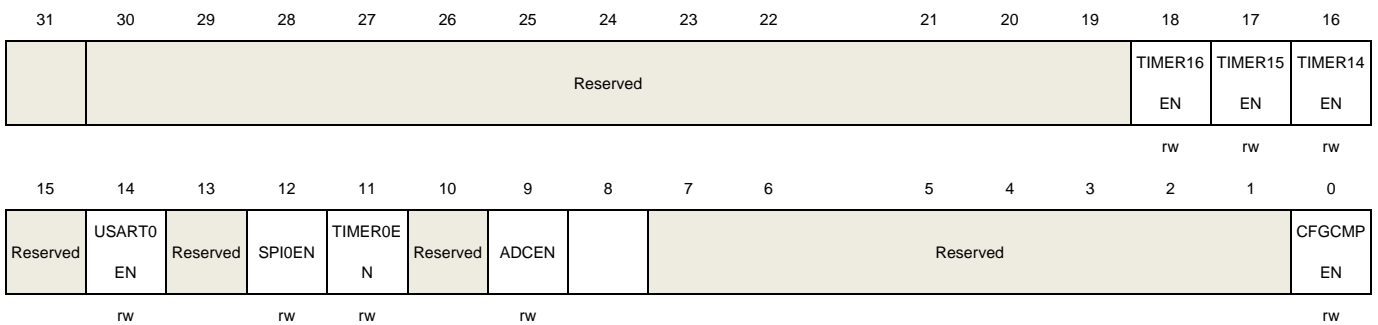 31 30 29 28 27 26 25 24 23 22 21 20 19 18 17 16
Reserved
TIMER16 TIMER15 TIMER14
EN EN EN
rw rw rw
15 14 13 12 11 10 9 8 7 6 5 4 3 2 1 0
Reserved USART0 EN Reserved SPI0EN TIMER0E N Reserved ADCEN Reserved CFGCMP EN
rw rw rw rw rw